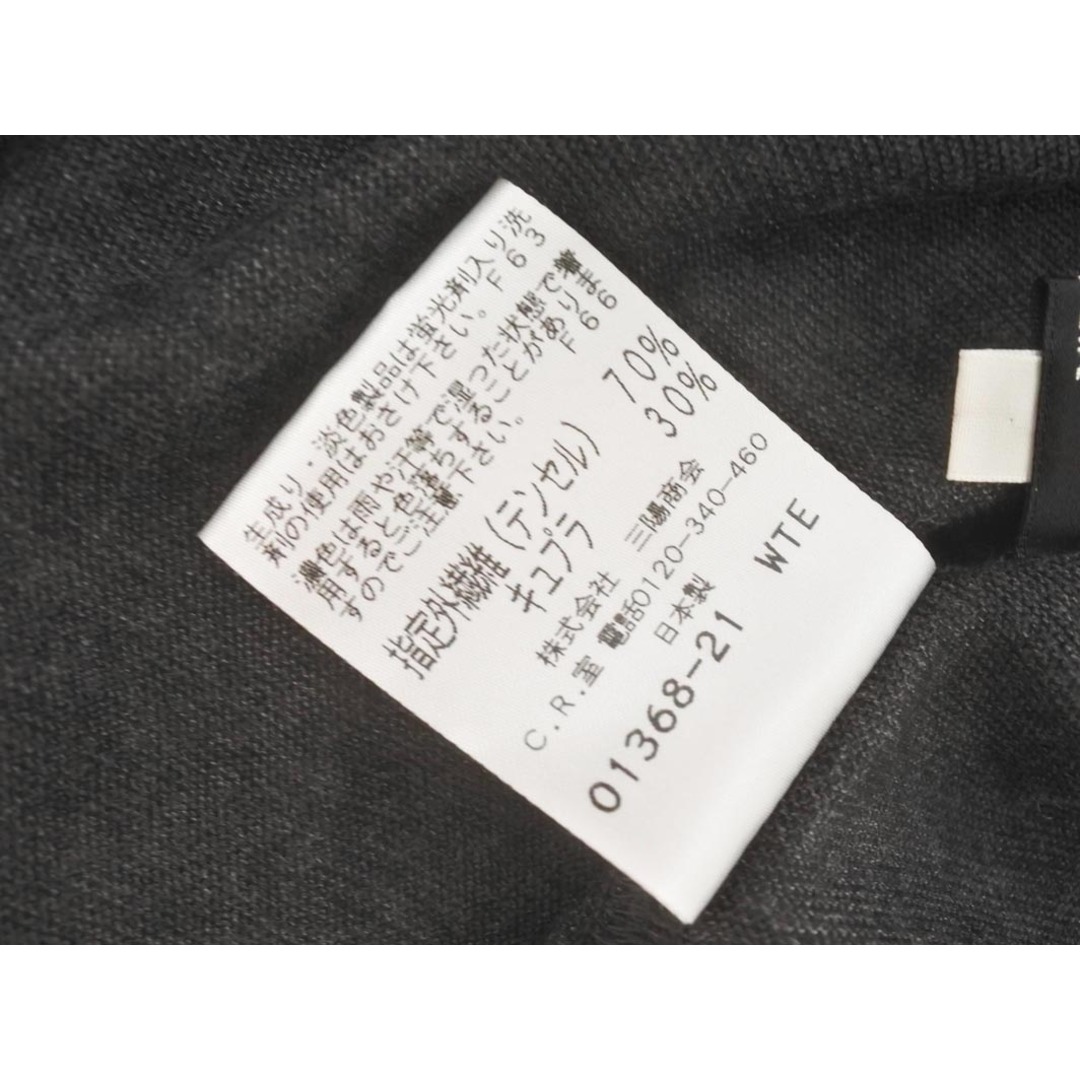 生成り・淡色製品は蛍光剤入り洗
剤の使用はおさけ下さい。 F63
濃色は雨や汗等で湿った状態で着
用すると色落ちすることがありま
すのでご注意下さい。 F66
指定外繊維(テンセル) 70%
キュプラ 30%
株式会社 三陽商会
C.R.室 電話0120-340-460
日本製
01368-21 WTE